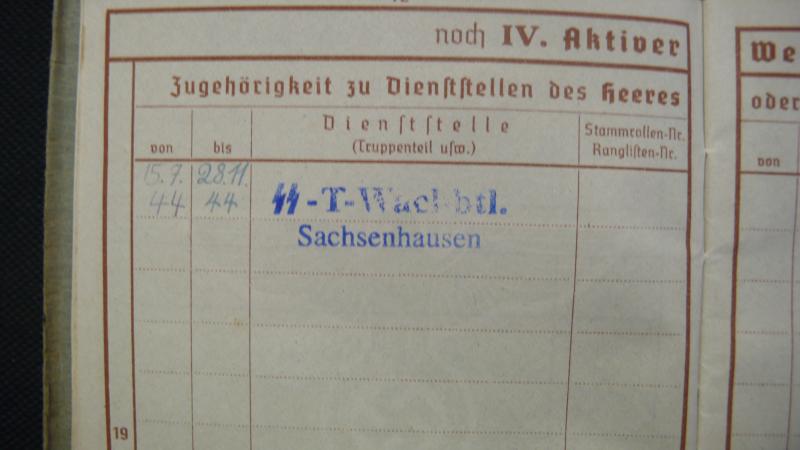 noch IV. Aktiver
Zugehörigkeit zu Dienststellen des Heeres
von
bis
Dienststelle
(Truppenteil usw.)
Stammrollen-Nr.
Ranglisten-Nr.
15.7. 28.11.
44 44
ᛋᛋ-T-Wach-btl.
Sachsenhausen
19
We
oder
von